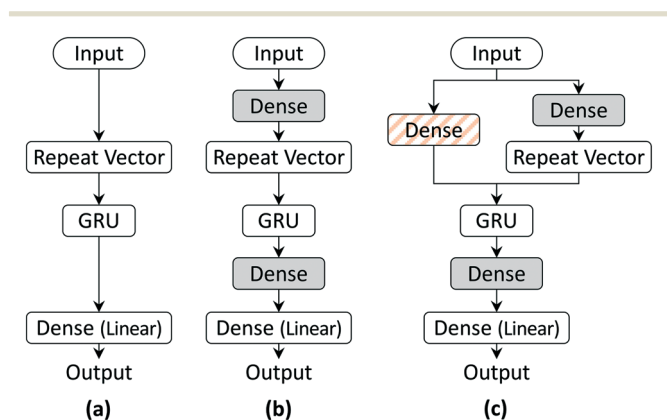 Input
Repeat Vector
GRU
Dense (Linear)
Output
(a)
Input
Dense
Repeat Vector
GRU
Dense
Dense (Linear)
Output
(b)
Input
Dense
Dense
Repeat Vector
GRU
Dense
Dense (Linear)
Output
(c)